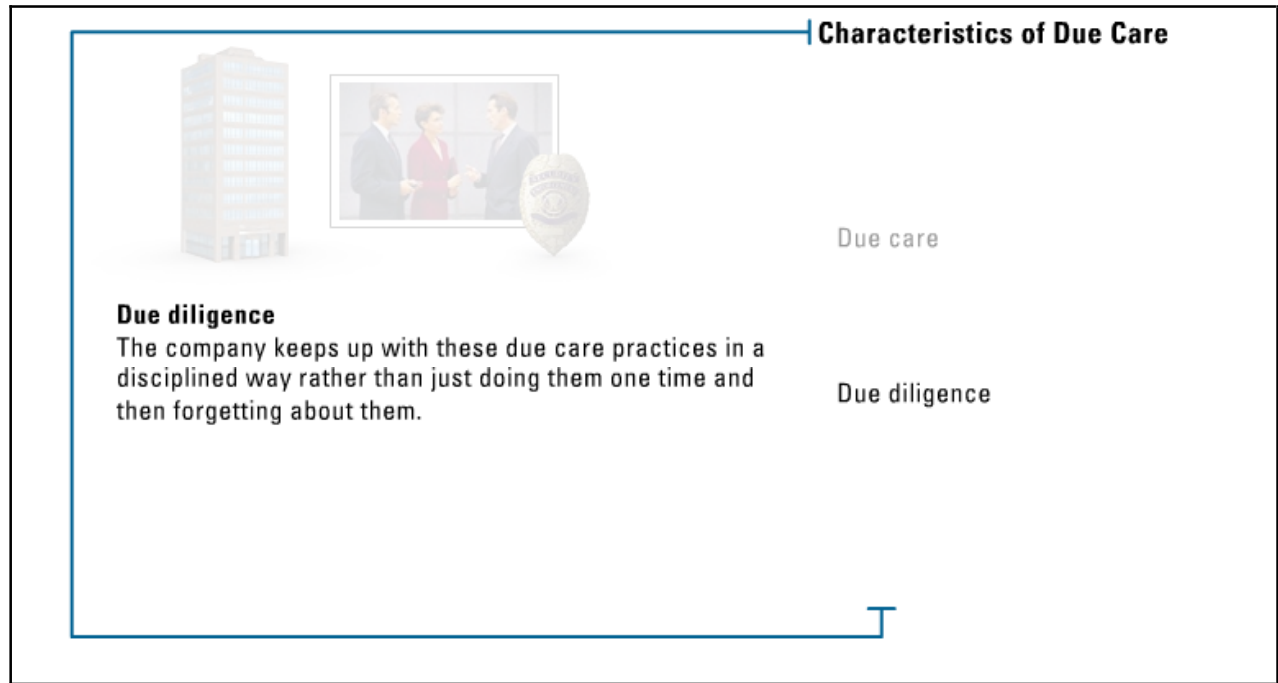 Characteristics of Due Care
Due care
Due diligence
The company keeps up with these due care practices in a
disciplined way rather than just doing them one time and
then forgetting about them.
Due diligence